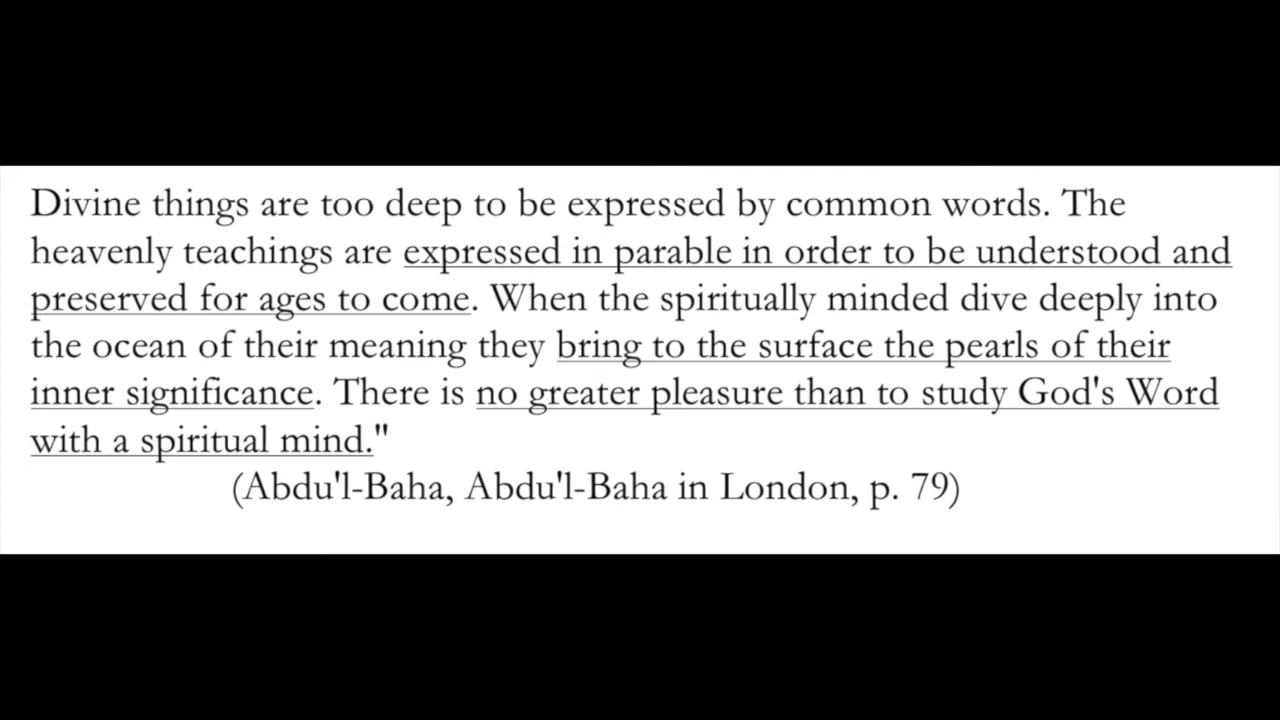 Divine things are too deep to be expressed by common words. The
heavenly teachings are expressed in parable in order to be understood and
preserved for ages to come. When the spiritually minded dive deeply into
the ocean of their meaning they bring to the surface the pearls of their
inner significance. There is no greater pleasure than to study God's Word
with a spiritual mind."
(Abdu'l-Baha, Abdu'l-Baha in London, p. 79)